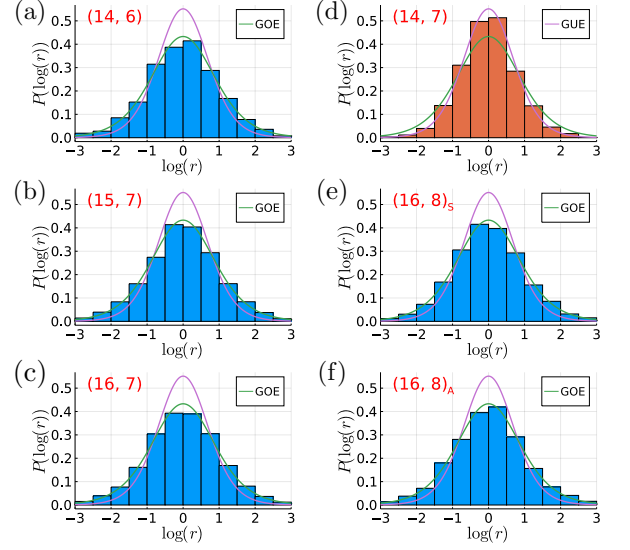 (a)
(14, 6)
GOE
P(log(r))
0.5
0.4
0.3
0.2
0.1
0.0
−3 −2 −1 0 1 2 3
log(r)
(d)
(14, 7)
GUE
P(log(r))
0.5
0.4
0.3
0.2
0.1
0.0
−3 −2 −1 0 1 2 3
log(r)
(b)
(15, 7)
GOE
P(log(r))
0.5
0.4
0.3
0.2
0.1
0.0
−3 −2 −1 0 1 2 3
log(r)
(e)
(16, 8)S
GOE
P(log(r))
0.5
0.4
0.3
0.2
0.1
0.0
−3 −2 −1 0 1 2 3
log(r)
(c)
(16, 7)
GOE
P(log(r))
0.5
0.4
0.3
0.2
0.1
0.0
−3 −2 −1 0 1 2 3
log(r)
(f)
(16, 8)A
GOE
P(log(r))
0.5
0.4
0.3
0.2
0.1
0.0
−3 −2 −1 0 1 2 3
log(r)